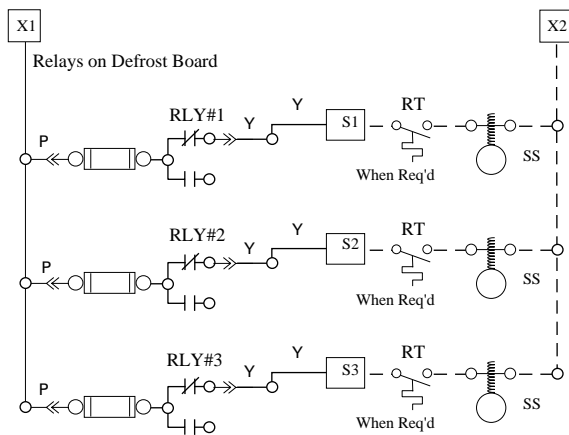 X1 X2
Relays on Defrost Board
RLY#1 Y Y S1 RT
P
When Req'd SS
RLY#2 Y Y S2 RT
P
When Req'd SS
RLY#3 Y Y S3 RT
P
When Req'd SS